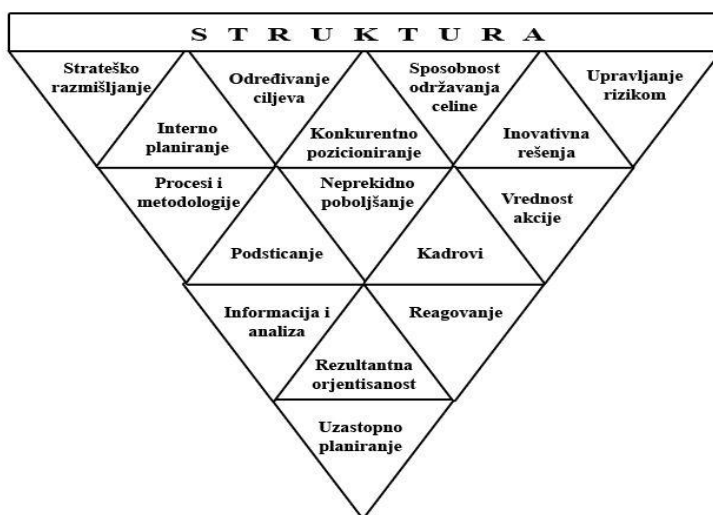 STRUKTURA
Strateško
razmišljanje
Određivanje
ciljeva
Sposobnost
održavanja
celine
Upravljanje
rizikom
Interno
planiranje
Konkurentno
pozicioniranje
Inovativna
rešenja
Procesi i
metodologije
Neprekidno
poboljšanje
Vrednost
akcije
Podsticanje
Kadrovi
Informacija i
analiza
Reagovanje
Rezultantna
orjentisanost
Uzastopno
planiranje